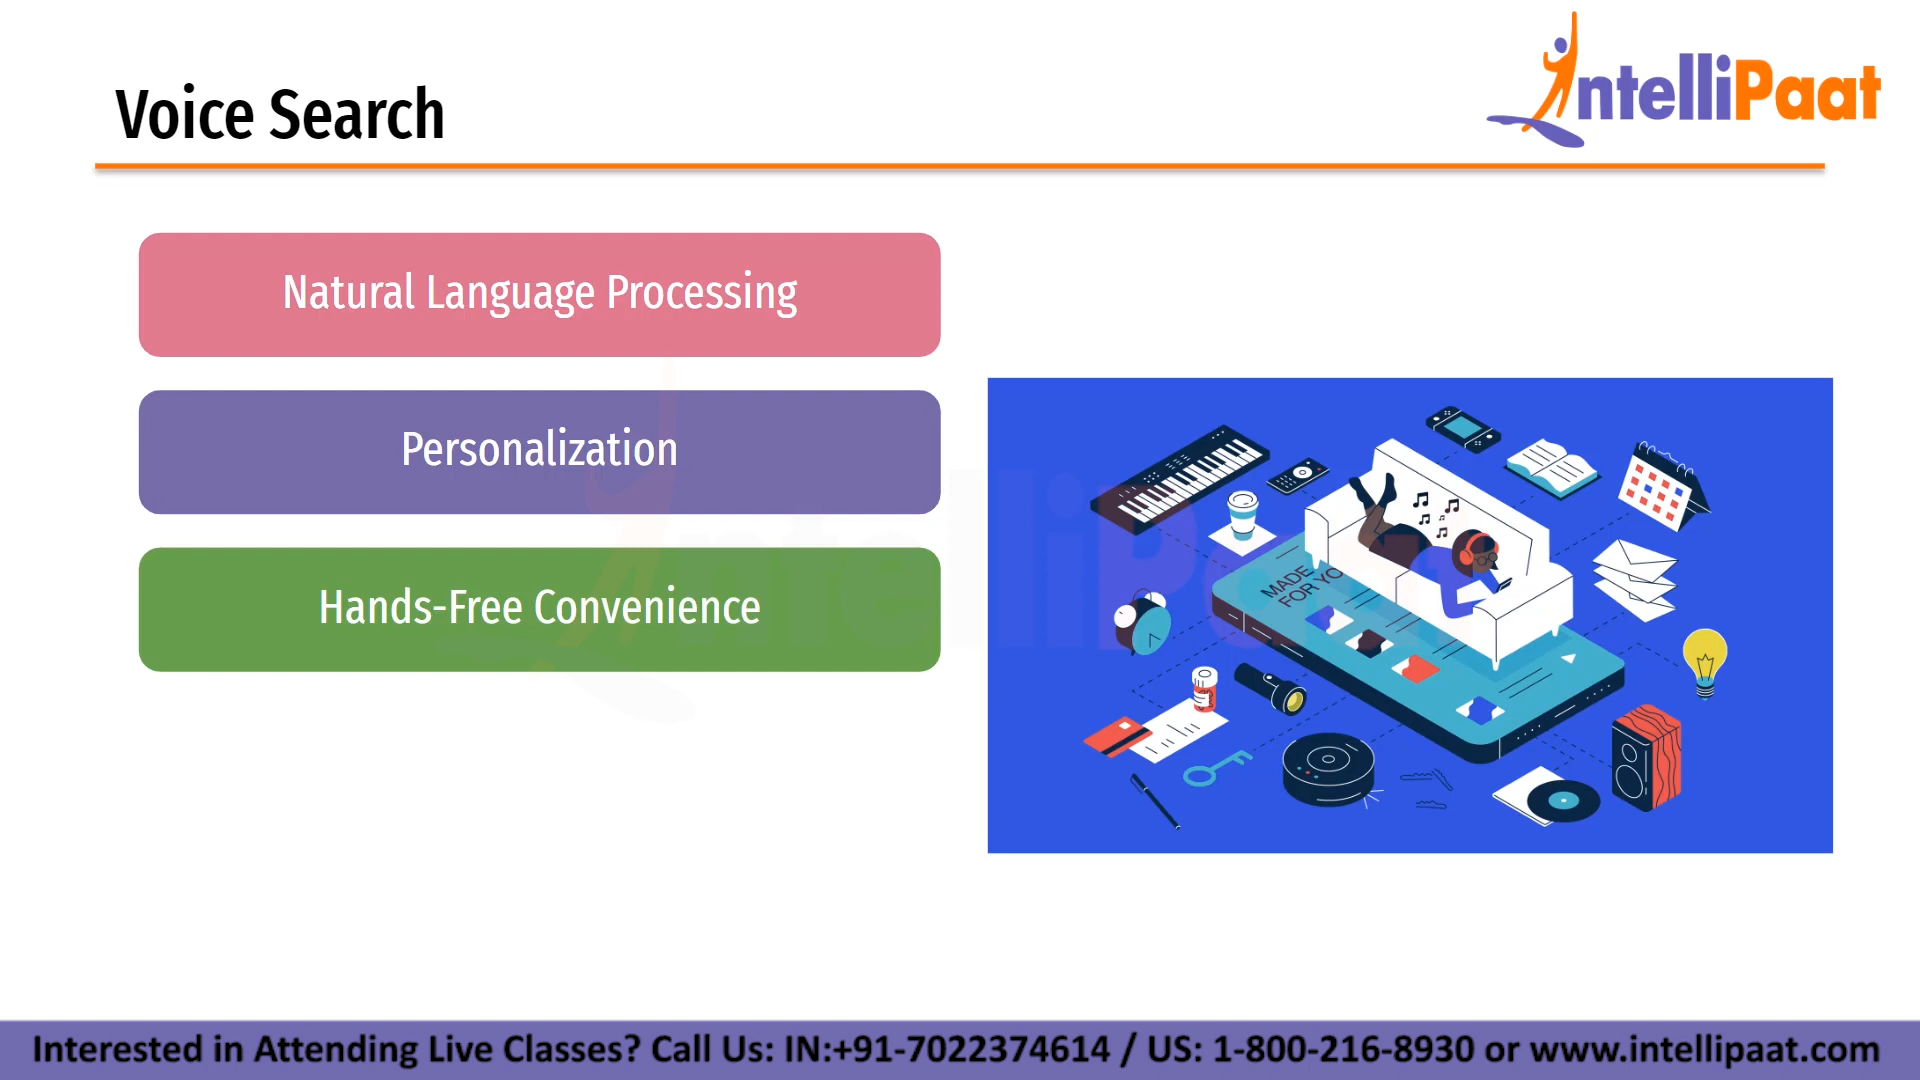 Voice Search
IntelliPaat
Natural Language Processing
Personalization
Hands-Free Convenience
MADE
FOR YO
Interested in Attending Live Classes? Call Us: IN:+91-7022374614 / US: 1-800-216-8930 or www.intellipaat.com